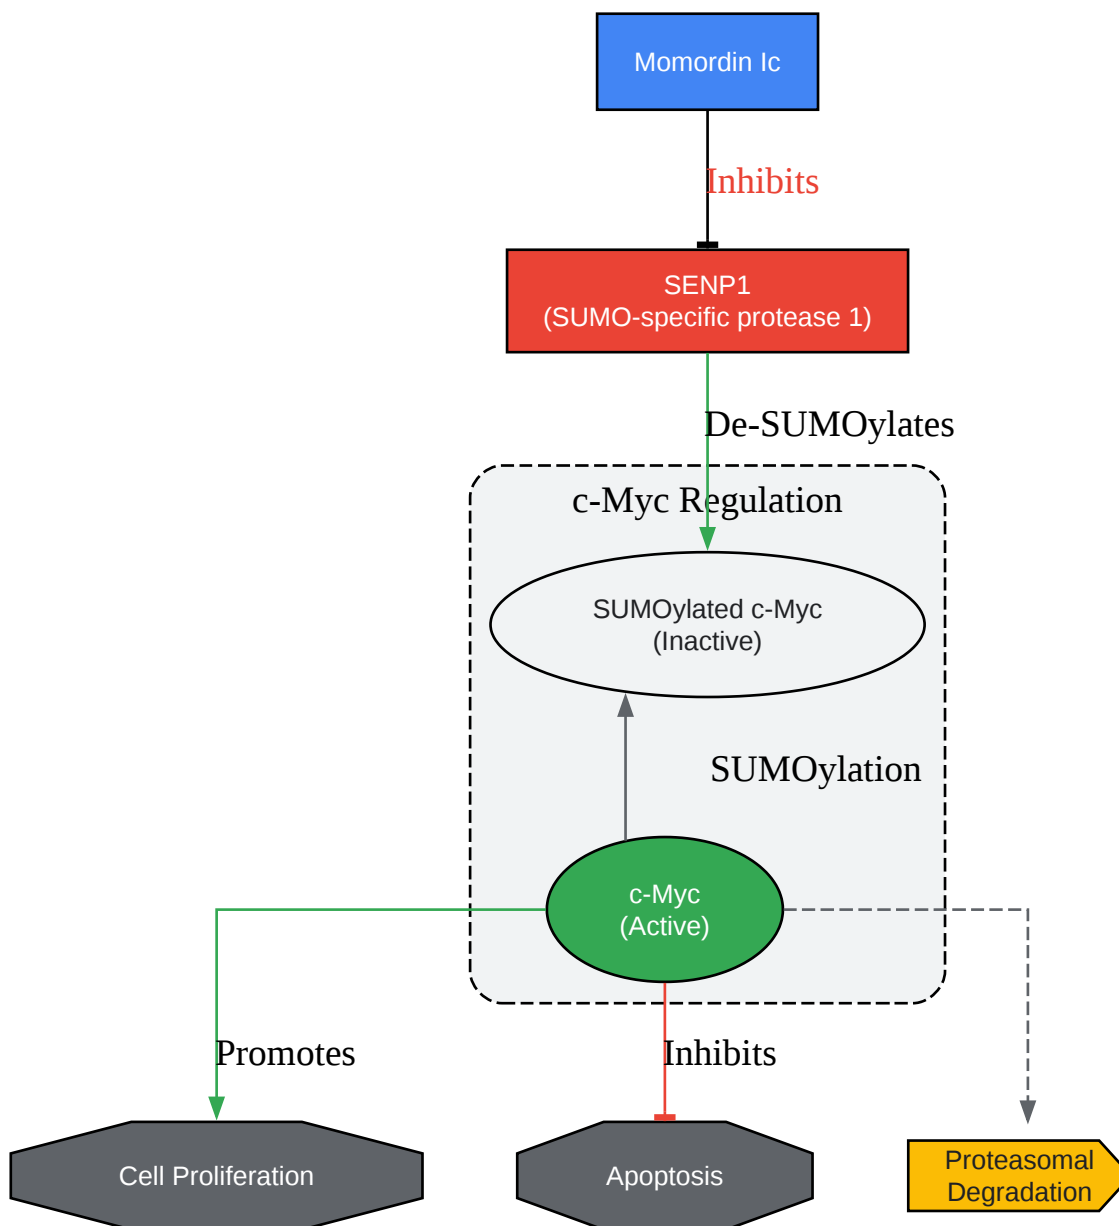 Momordin Ic
Inhibits
SENP1
(SUMO-specific protease 1)
De-SUMOylates
c-Myc Regulation
SUMOylated c-Myc
(Inactive)
SUMOylation
c-Myc
(Active)
Promotes
Inhibits
Cell Proliferation
Apoptosis
Proteasomal
Degradation